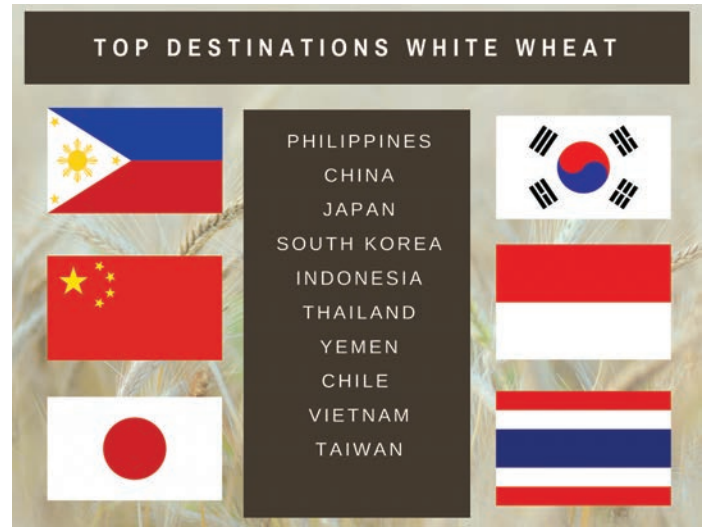 TOP DESTINATIONS WHITE WHEAT
PHILIPPINES
CHINA
JAPAN
SOUTH KOREA
INDONESIA
THAILAND
YEMEN
CHILE
VIETNAM
TAIWAN